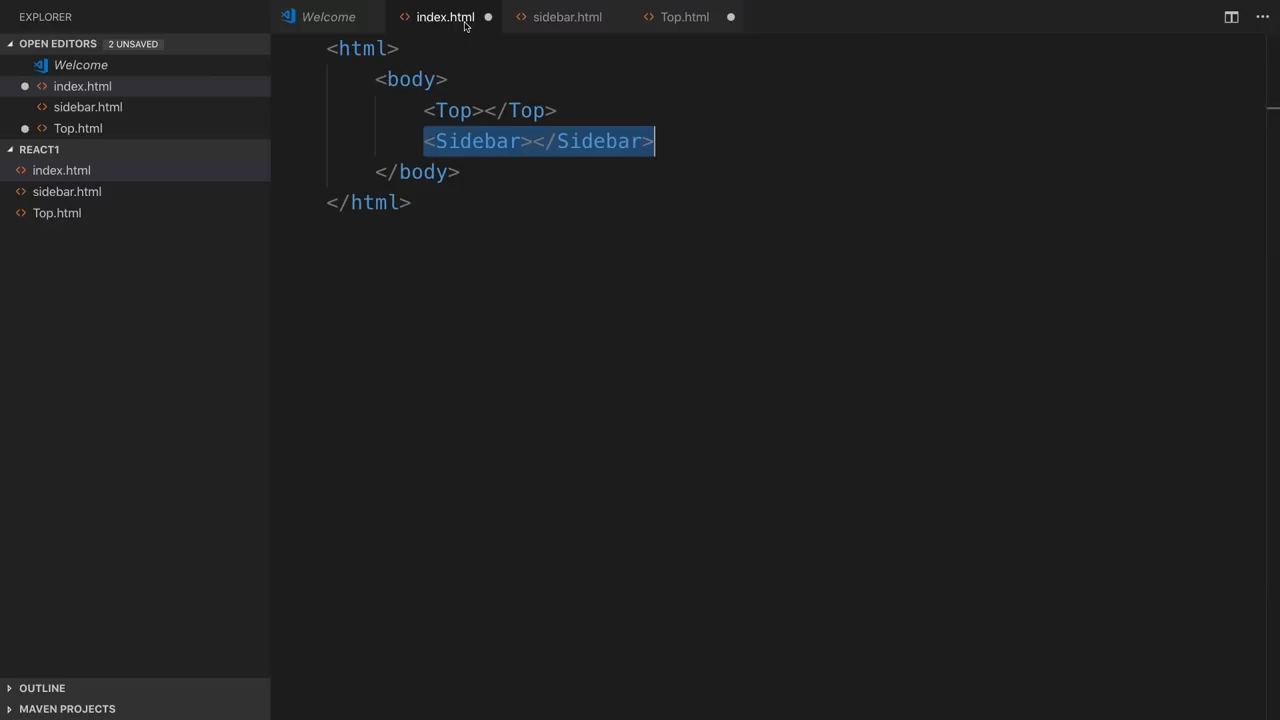 EXPLORER
Welcome
index.html
sidebar.html
Top.html
OPEN EDITORS 2 UNSAVED
Welcome
index.html
sidebar.html
Top.html
REACT1
index.html
sidebar.html
Top.html
OUTLINE
MAVEN PROJECTS
<html>
<body>
<Top></Top>
<Sidebar></Sidebar>
</body>
</html>